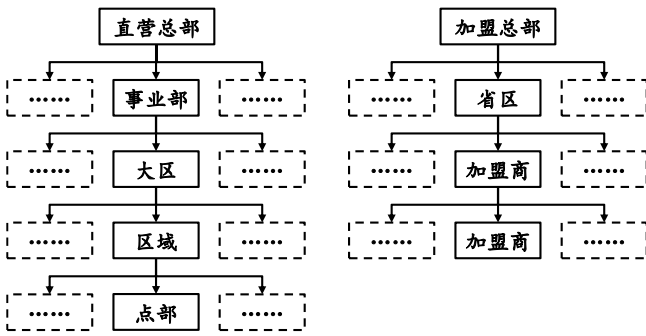 直营总部 加盟总部
…… 事业部 …… …… 省区 ……
…… 大区 …… …… 加盟商 ……
…… 区域 …… …… 加盟商 ……
…… 点部 ……